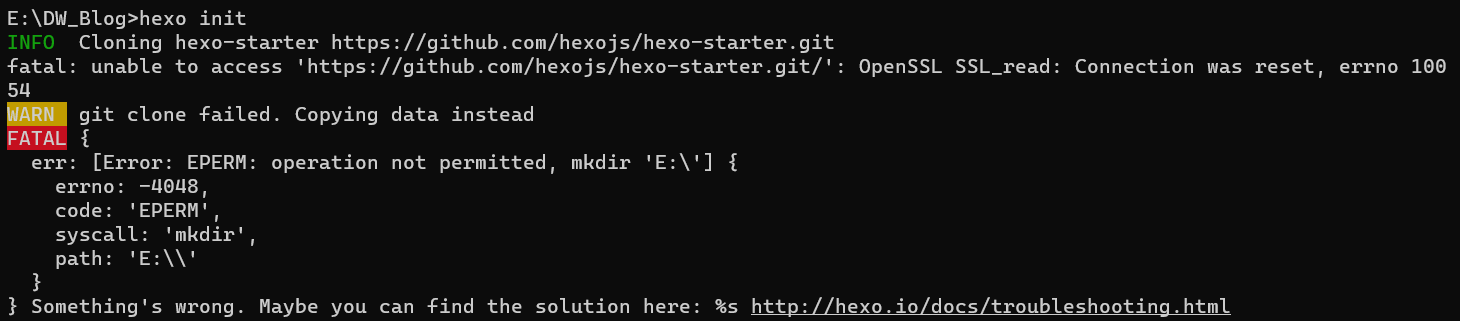 E:\DW_Blog>hexo init
INFO  Cloning hexo-starter https://github.com/hexojs/hexo-starter.git
fatal: unable to access 'https://github.com/hexojs/hexo-starter.git/': OpenSSL SSL_read: Connection was reset, errno 100
54
WARN  git clone failed. Copying data instead
FATAL {
  err: [Error: EPERM: operation not permitted, mkdir 'E:\'] {
    errno: -4048,
    code: 'EPERM',
    syscall: 'mkdir',
    path: 'E:\\'
  }
} Something's wrong. Maybe you can find the solution here: %s http://hexo.io/docs/troubleshooting.html